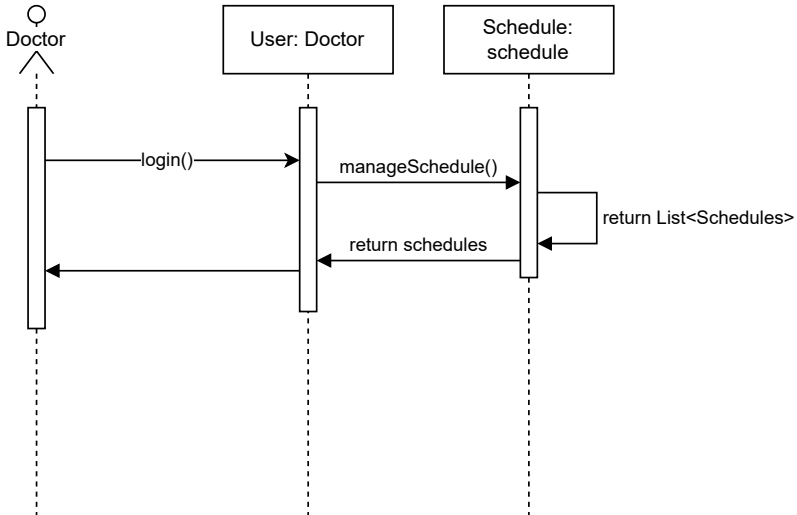 Doctor
User: Doctor
Schedule:
schedule
login()
manageSchedule()
return List<Schedules>
return schedules